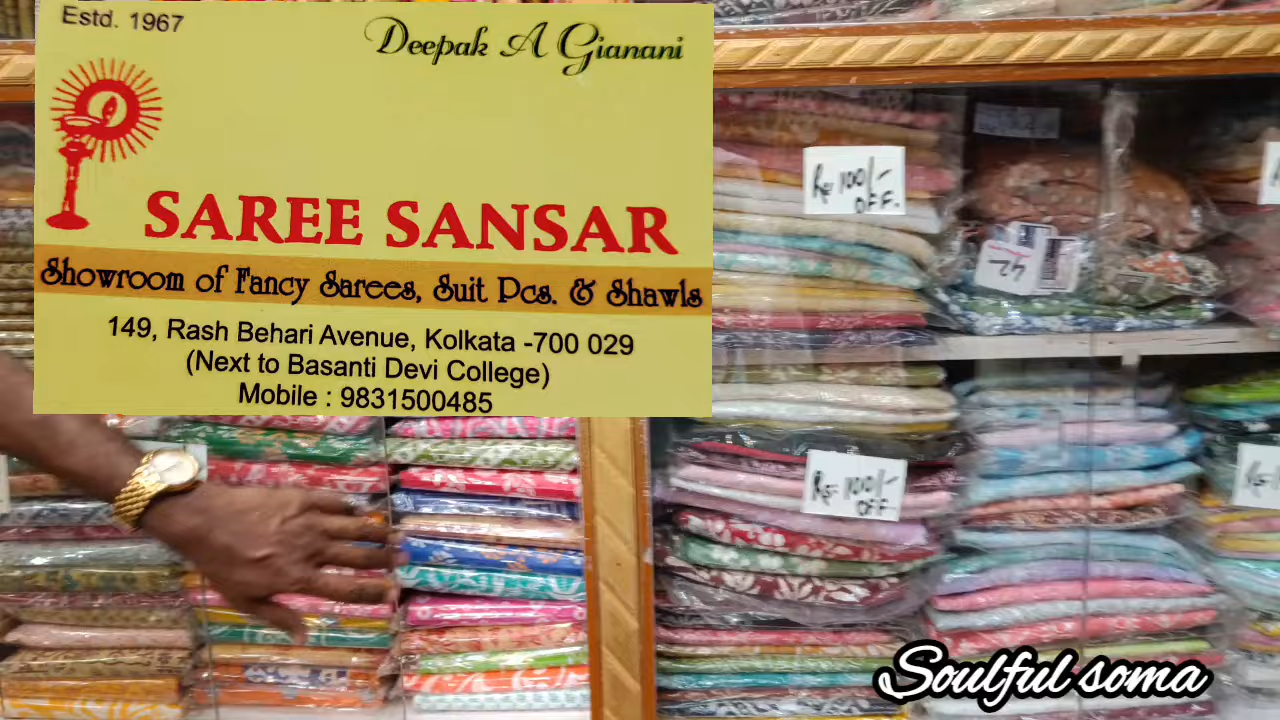 Estd. 1967
Deepak A Gianani
SAREE SANSAR
Showroom of Fancy Sarees, Suit Pcs. & Shawls
149, Rash Behari Avenue, Kolkata -700 029
(Next to Basanti Devi College)
Mobile : 9831500485
Rs. 100/-
OFF.
42
Rs. 100/-
OFF.
Soulful soma